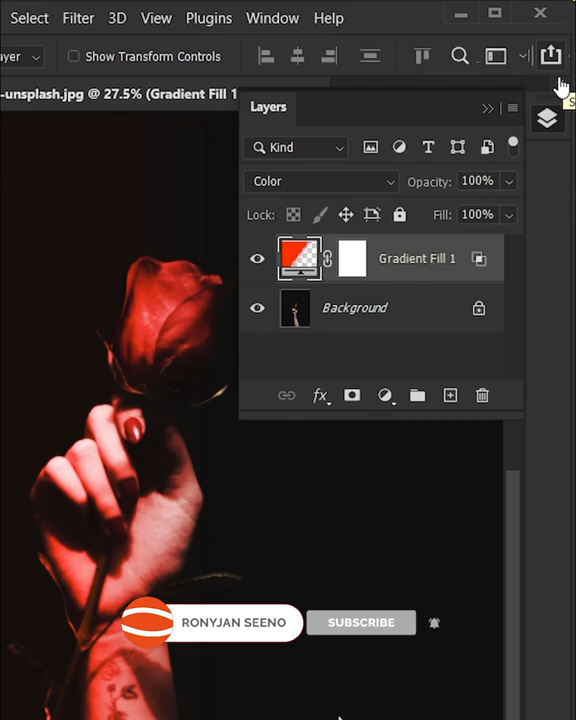 Select Filter 3D View Plugins Window Help
ayer Show Transform Controls
-unsplash.jpg @ 27.5% (Gradient Fill 1
S
Layers
Kind
Color Opacity: 100%
Lock: Fill: 100%
Gradient Fill 1
Background
fx
RONYJAN SEENO SUBSCRIBE